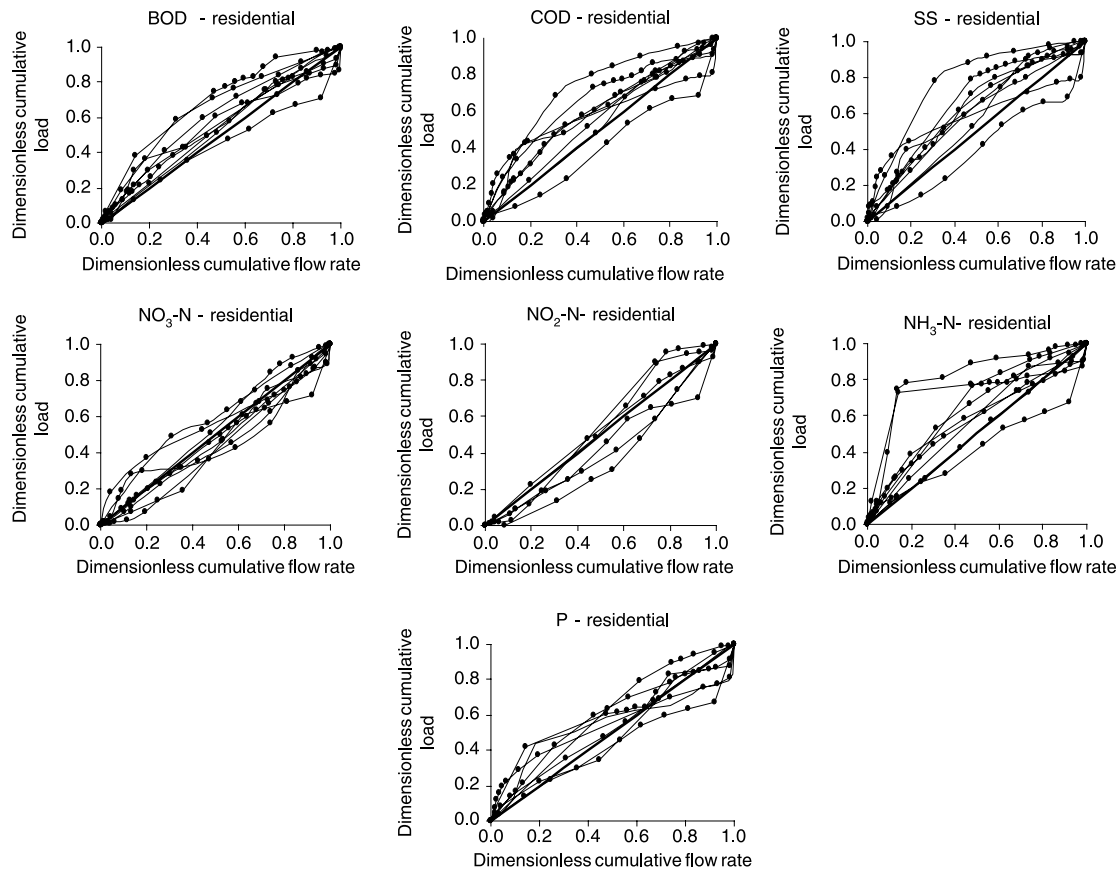 BOD - residential
COD - residential
SS - residential
Dimensionless cumulative
load
1.0
0.8
0.6
0.4
0.2
0.0
0.0 0.2 0.4 0.6 0.8 1.0
Dimensionless cumulative flow rate
Dimensionless cumulative
load
1.0
0.8
0.6
0.4
0.2
0.0
0.0 0.2 0.4 0.6 0.8 1.0
Dimensionless cumulative flow rate
Dimensionless cumulative
load
1.0
0.8
0.6
0.4
0.2
0.0
0.0 0.2 0.4 0.6 0.8 1.0
Dimensionless cumulative flow rate
NO₃-N - residential
NO₂-N- residential
NH₃-N- residential
Dimensionless cumulative
load
1.0
0.8
0.6
0.4
0.2
0.0
0.0 0.2 0.4 0.6 0.8 1.0
Dimensionless cumulative flow rate
Dimensionless cumulative
load
1.0
0.8
0.6
0.4
0.2
0.0
0.0 0.2 0.4 0.6 0.8 1.0
Dimensionless cumulative flow rate
Dimensionless cumulative
load
1.0
0.8
0.6
0.4
0.2
0.0
0.0 0.2 0.4 0.6 0.8 1.0
Dimensionless cumulative flow rate
P - residential
Dimensionless cumulative
load
1.0
0.8
0.6
0.4
0.2
0.0
0.0 0.2 0.4 0.6 0.8 1.0
Dimensionless cumulative flow rate